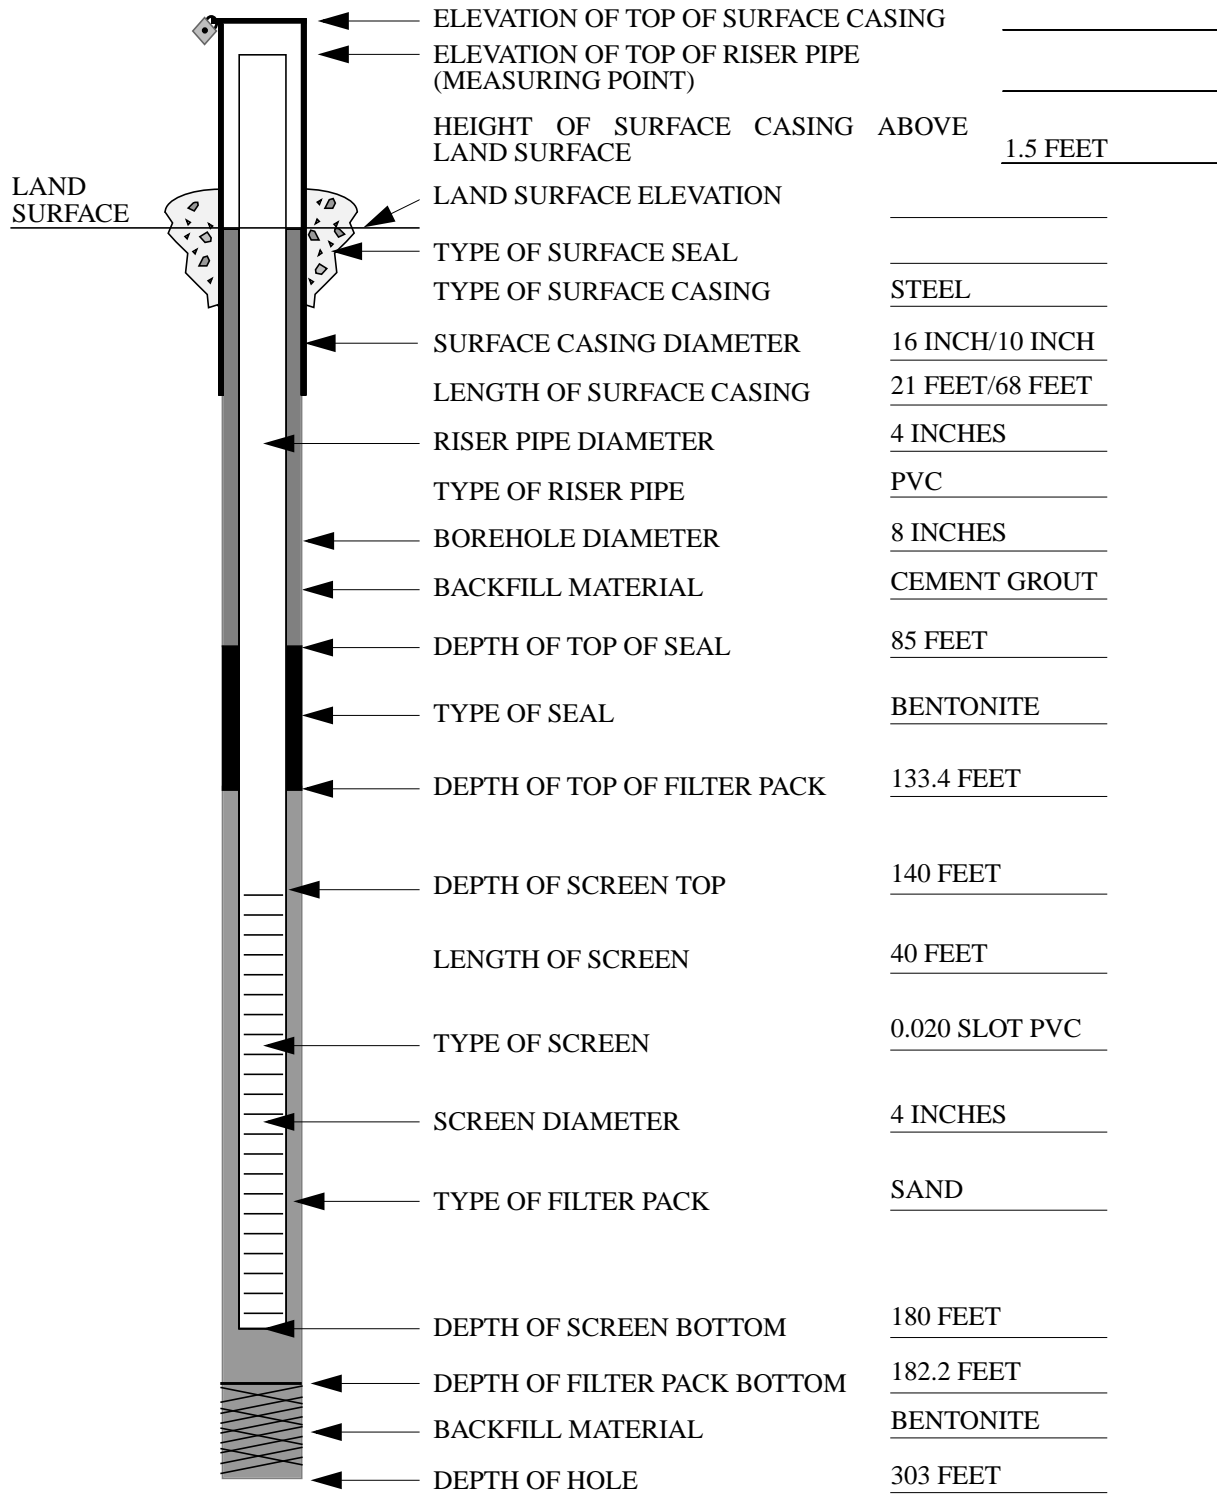 ELEVATION OF TOP OF SURFACE CASING
ELEVATION OF TOP OF RISER PIPE
(MEASURING POINT)
HEIGHT OF SURFACE CASING ABOVE
LAND SURFACE 1.5 FEET
LAND
SURFACE
LAND SURFACE ELEVATION
TYPE OF SURFACE SEAL
TYPE OF SURFACE CASING STEEL
SURFACE CASING DIAMETER 16 INCH/10 INCH
LENGTH OF SURFACE CASING 21 FEET/68 FEET
RISER PIPE DIAMETER 4 INCHES
TYPE OF RISER PIPE PVC
BOREHOLE DIAMETER 8 INCHES
BACKFILL MATERIAL CEMENT GROUT
DEPTH OF TOP OF SEAL 85 FEET
TYPE OF SEAL BENTONITE
DEPTH OF TOP OF FILTER PACK 133.4 FEET
DEPTH OF SCREEN TOP 140 FEET
LENGTH OF SCREEN 40 FEET
TYPE OF SCREEN 0.020 SLOT PVC
SCREEN DIAMETER 4 INCHES
TYPE OF FILTER PACK SAND
DEPTH OF SCREEN BOTTOM 180 FEET
DEPTH OF FILTER PACK BOTTOM 182.2 FEET
BACKFILL MATERIAL BENTONITE
DEPTH OF HOLE 303 FEET